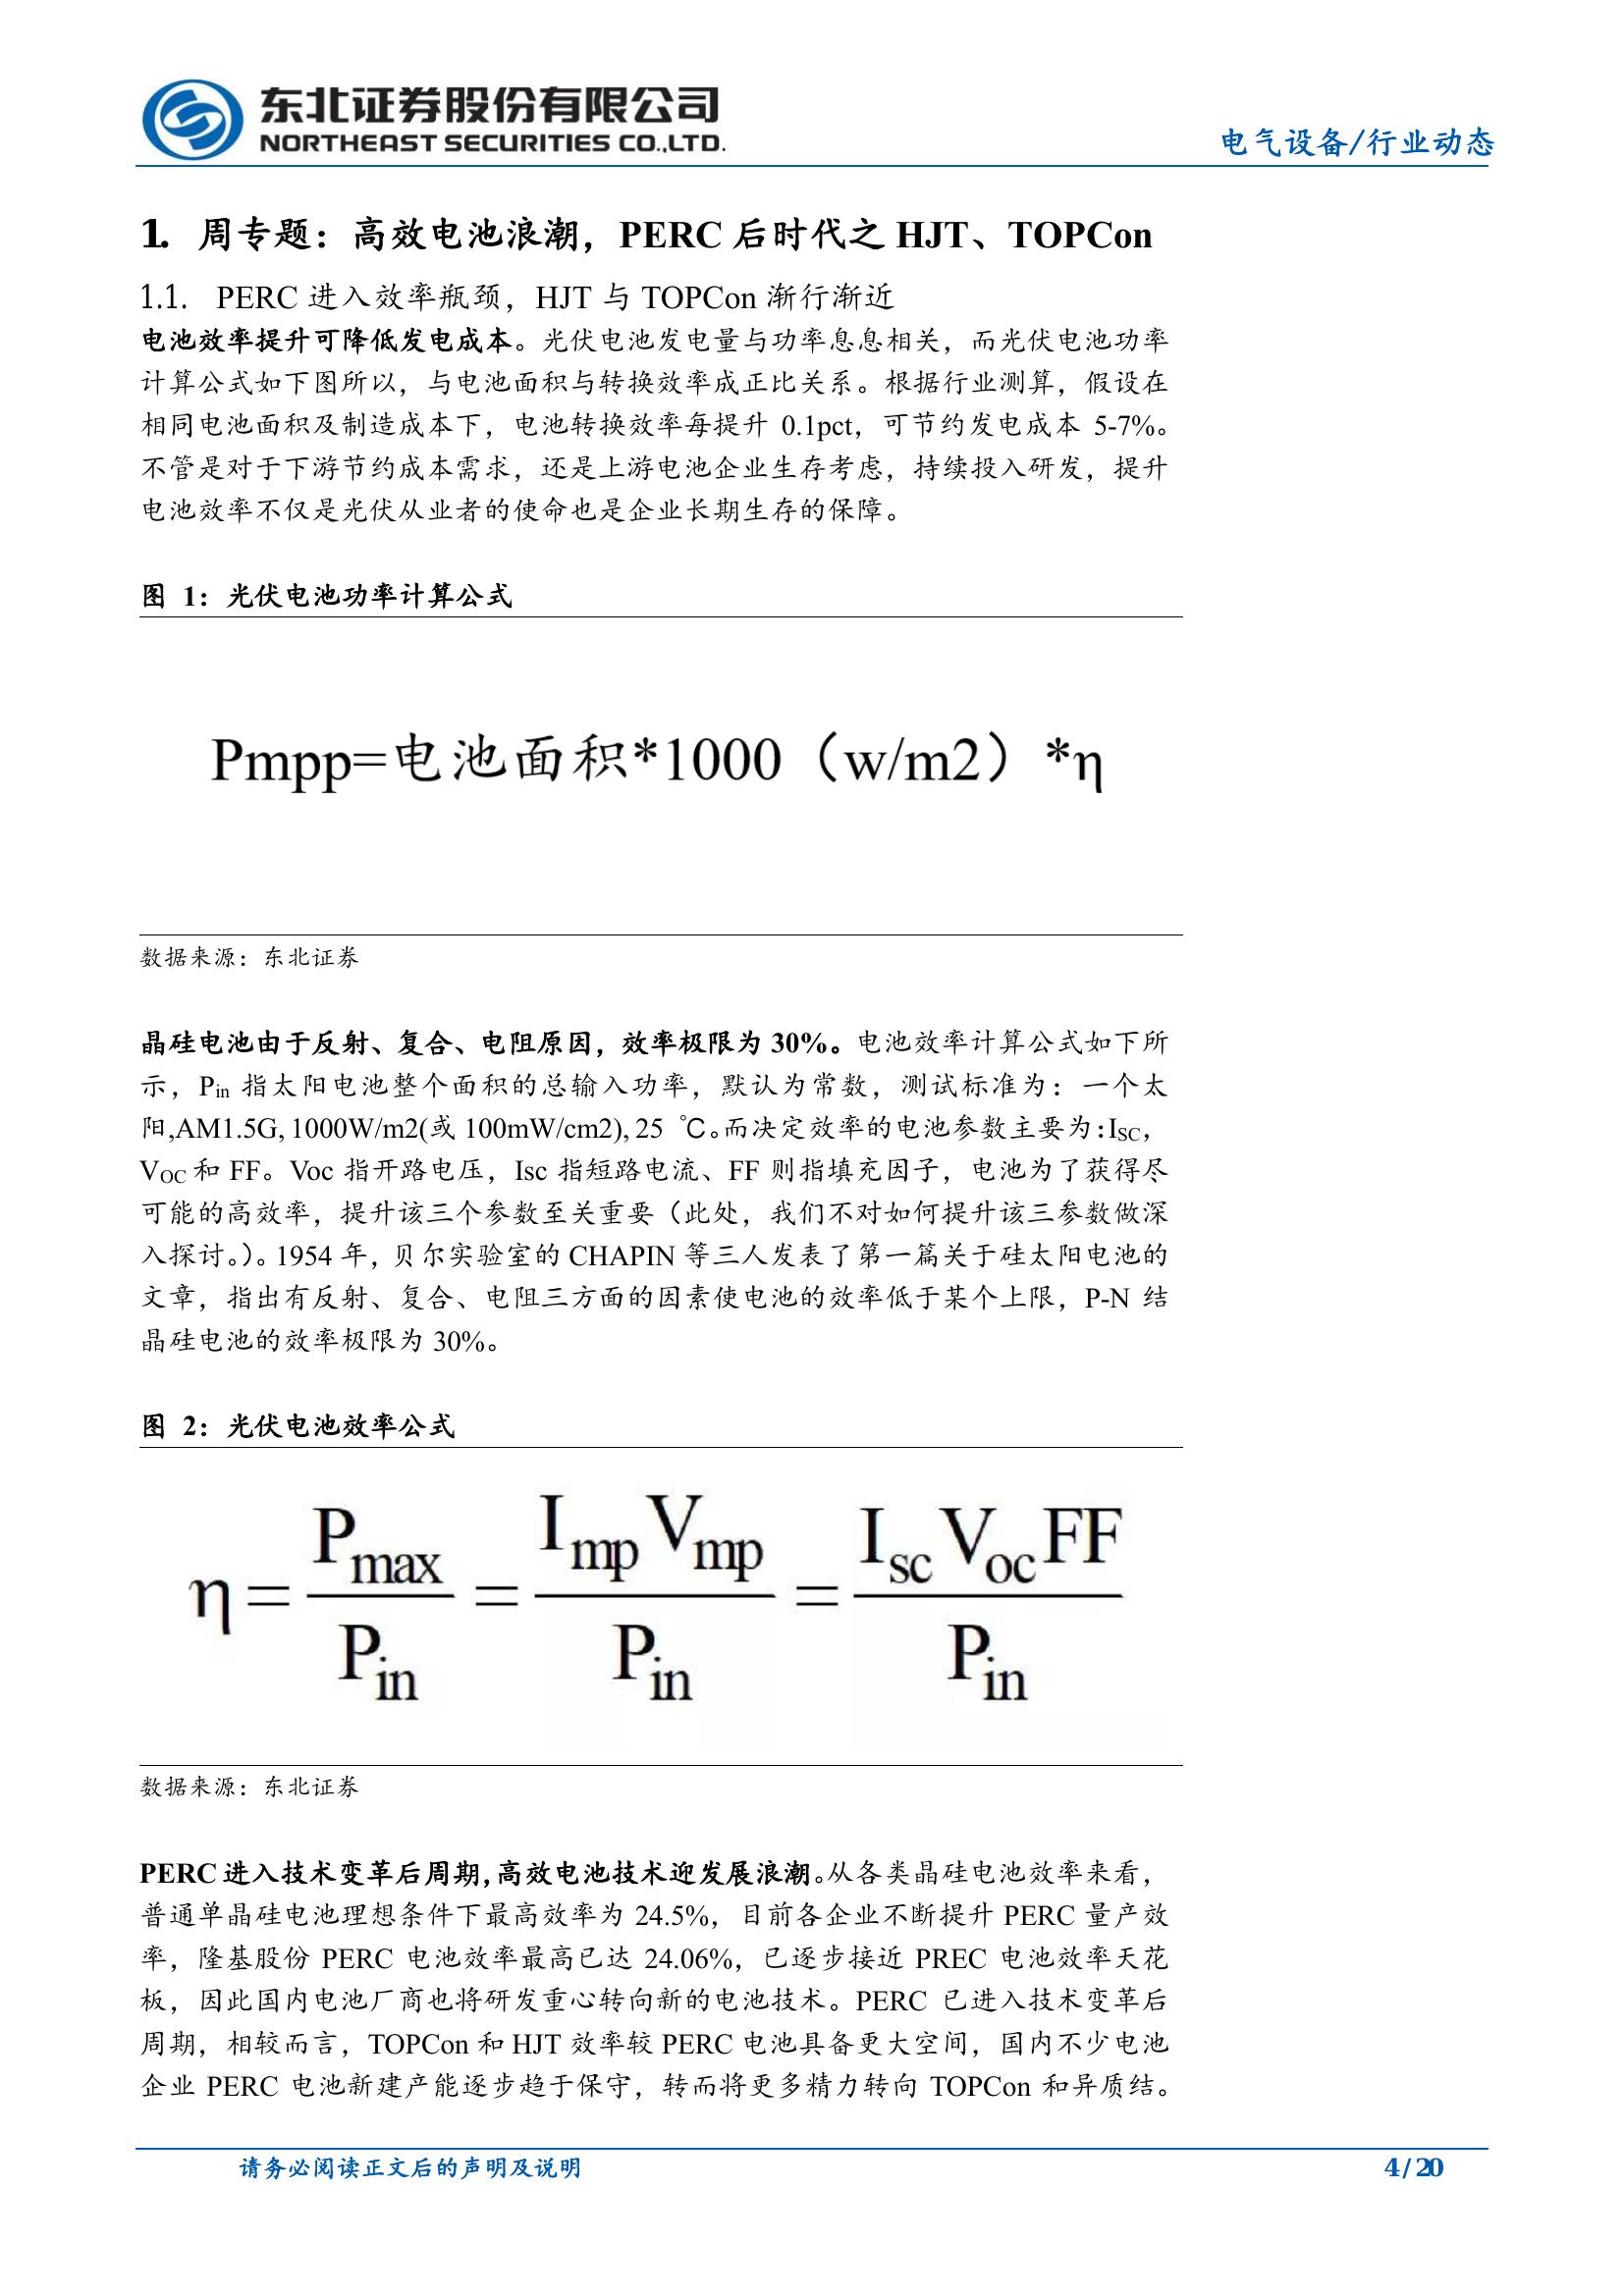 东北证券股份有限公司
NORTHEAST SECURITIES CO.,LTD.
电气设备/行业动态
1. 周专题：高效电池浪潮，PERC 后时代之 HJT、TOPCon
1.1. PERC 进入效率瓶颈，HJT 与 TOPCon 渐行渐近
电池效率提升可降低发电成本。光伏电池发电量与功率息息相关，而光伏电池功率
计算公式如下图所以，与电池面积与转换效率成正比关系。根据行业测算，假设在
相同电池面积及制造成本下，电池转换效率每提升 0.1pct，可节约发电成本 5-7%。
不管是对于下游节约成本需求，还是上游电池企业生存考虑，持续投入研发，提升
电池效率不仅是光伏从业者的使命也是企业长期生存的保障。
图 1：光伏电池功率计算公式
Pmpp=电池面积*1000（w/m2）*η
数据来源：东北证券
晶硅电池由于反射、复合、电阻原因，效率极限为 30%。电池效率计算公式如下所
示，Pin 指太阳电池整个面积的总输入功率，默认为常数，测试标准为：一个太
阳,AM1.5G, 1000W/m2(或 100mW/cm2), 25 ℃。而决定效率的电池参数主要为：ISC，
VOC 和 FF。Voc 指开路电压，Isc 指短路电流、FF 则指填充因子，电池为了获得尽
可能的高效率，提升该三个参数至关重要（此处，我们不对如何提升该三参数做深
入探讨。）。1954 年，贝尔实验室的 CHAPIN 等三人发表了第一篇关于硅太阳电池的
文章，指出有反射、复合、电阻三方面的因素使电池的效率低于某个上限，P-N 结
晶硅电池的效率极限为 30%。
图 2：光伏电池效率公式
η = Pmax/Pin = Imp Vmp/Pin = Isc Voc FF/Pin
数据来源：东北证券
PERC 进入技术变革后周期，高效电池技术迎发展浪潮。从各类晶硅电池效率来看，
普通单晶硅电池理想条件下最高效率为 24.5%，目前各企业不断提升 PERC 量产效
率，隆基股份 PERC 电池效率最高已达 24.06%，已逐步接近 PREC 电池效率天花
板，因此国内电池厂商也将研发重心转向新的电池技术。PERC 已进入技术变革后
周期，相较而言，TOPCon 和 HJT 效率较 PERC 电池具备更大空间，国内不少电池
企业 PERC 电池新建产能逐步趋于保守，转而将更多精力转向 TOPCon 和异质结。
请务必阅读正文后的声明及说明
4 / 20